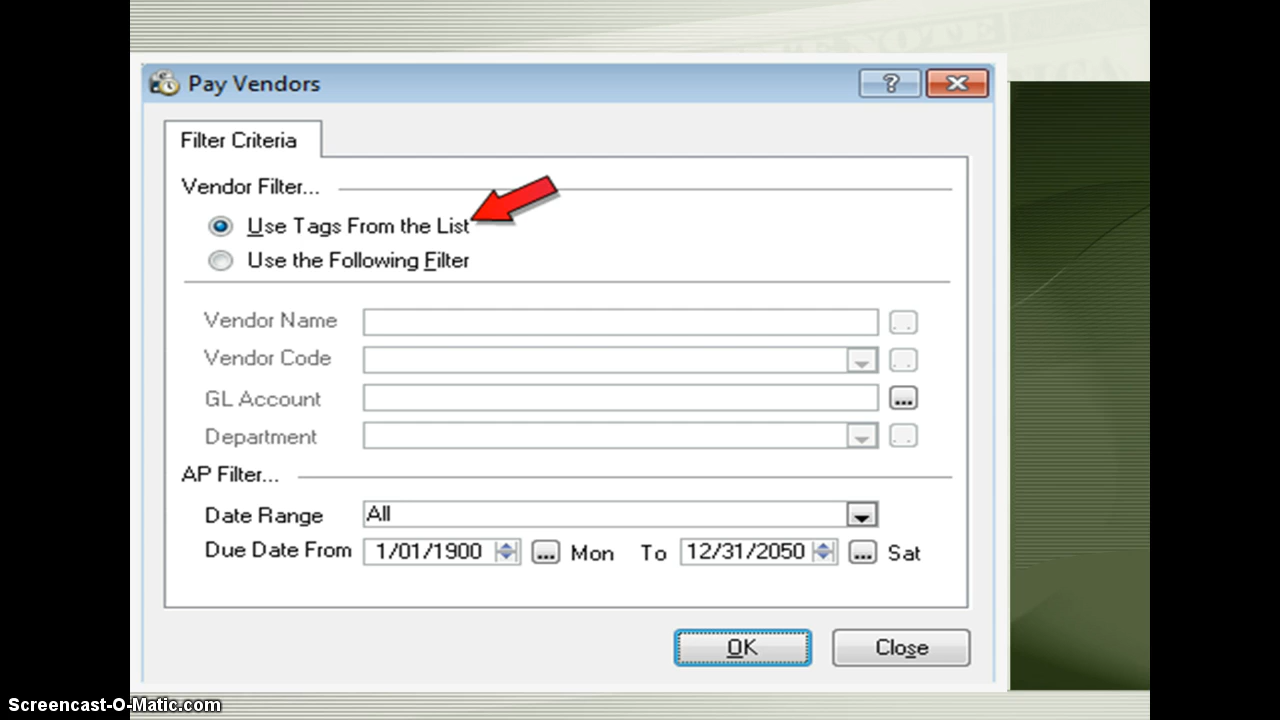 Pay Vendors
?
Filter Criteria
Vendor Filter...
Use Tags From the List
Use the Following Filter
Vendor Name
Vendor Code
GL Account
...
Department
AP Filter...
Date Range All
Due Date From 1/01/1900 ... Mon To 12/31/2050 ... Sat
OK Close
Screencast-O-Matic.com